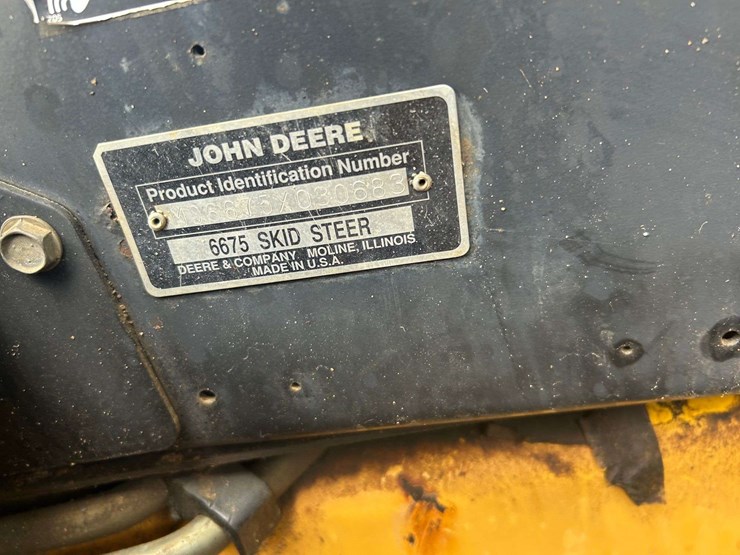 JOHN DEERE
Product Identification Number
6675 SKID STEER
DEERE & COMPANY MOLINE, ILLINOIS
MADE IN U.S.A.